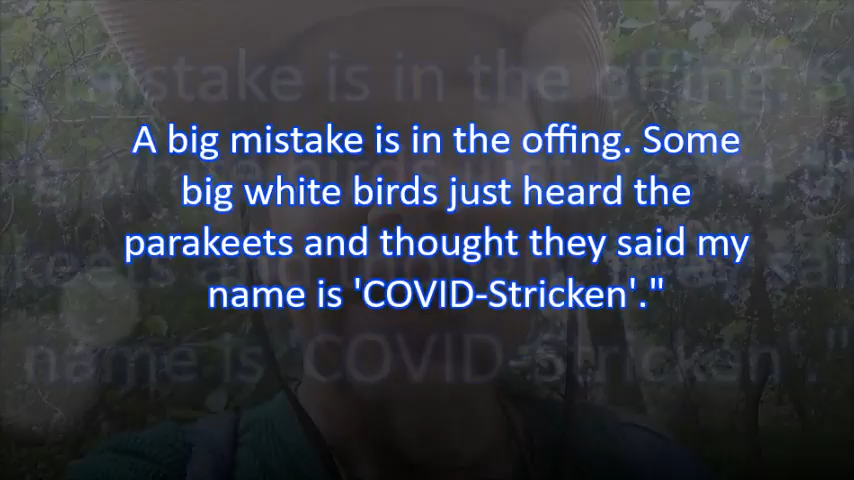 A big mistake is in the offing. Some
big white birds just heard the
parakeets and thought they said my
name is 'COVID-Stricken'."